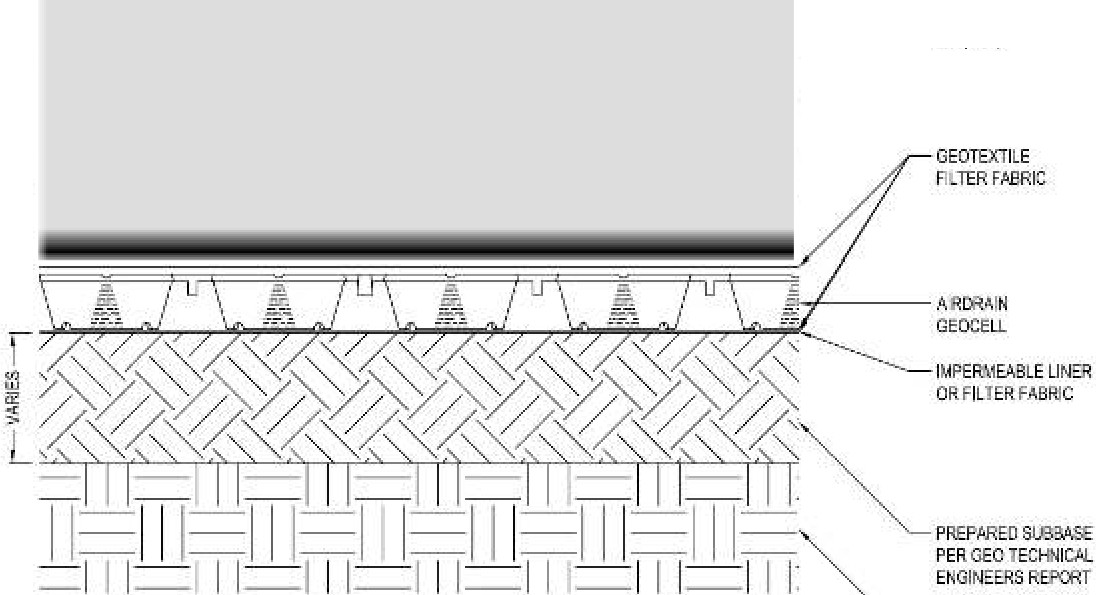 GEOTEXTILE
FILTER FABRIC
AIRDRAIN
GEOCELL
IMPERMEABLE LINER
OR FILTER FABRIC
VARIES
PREPARED SUBBASE
PER GEO TECHNICAL
ENGINEERS REPORT